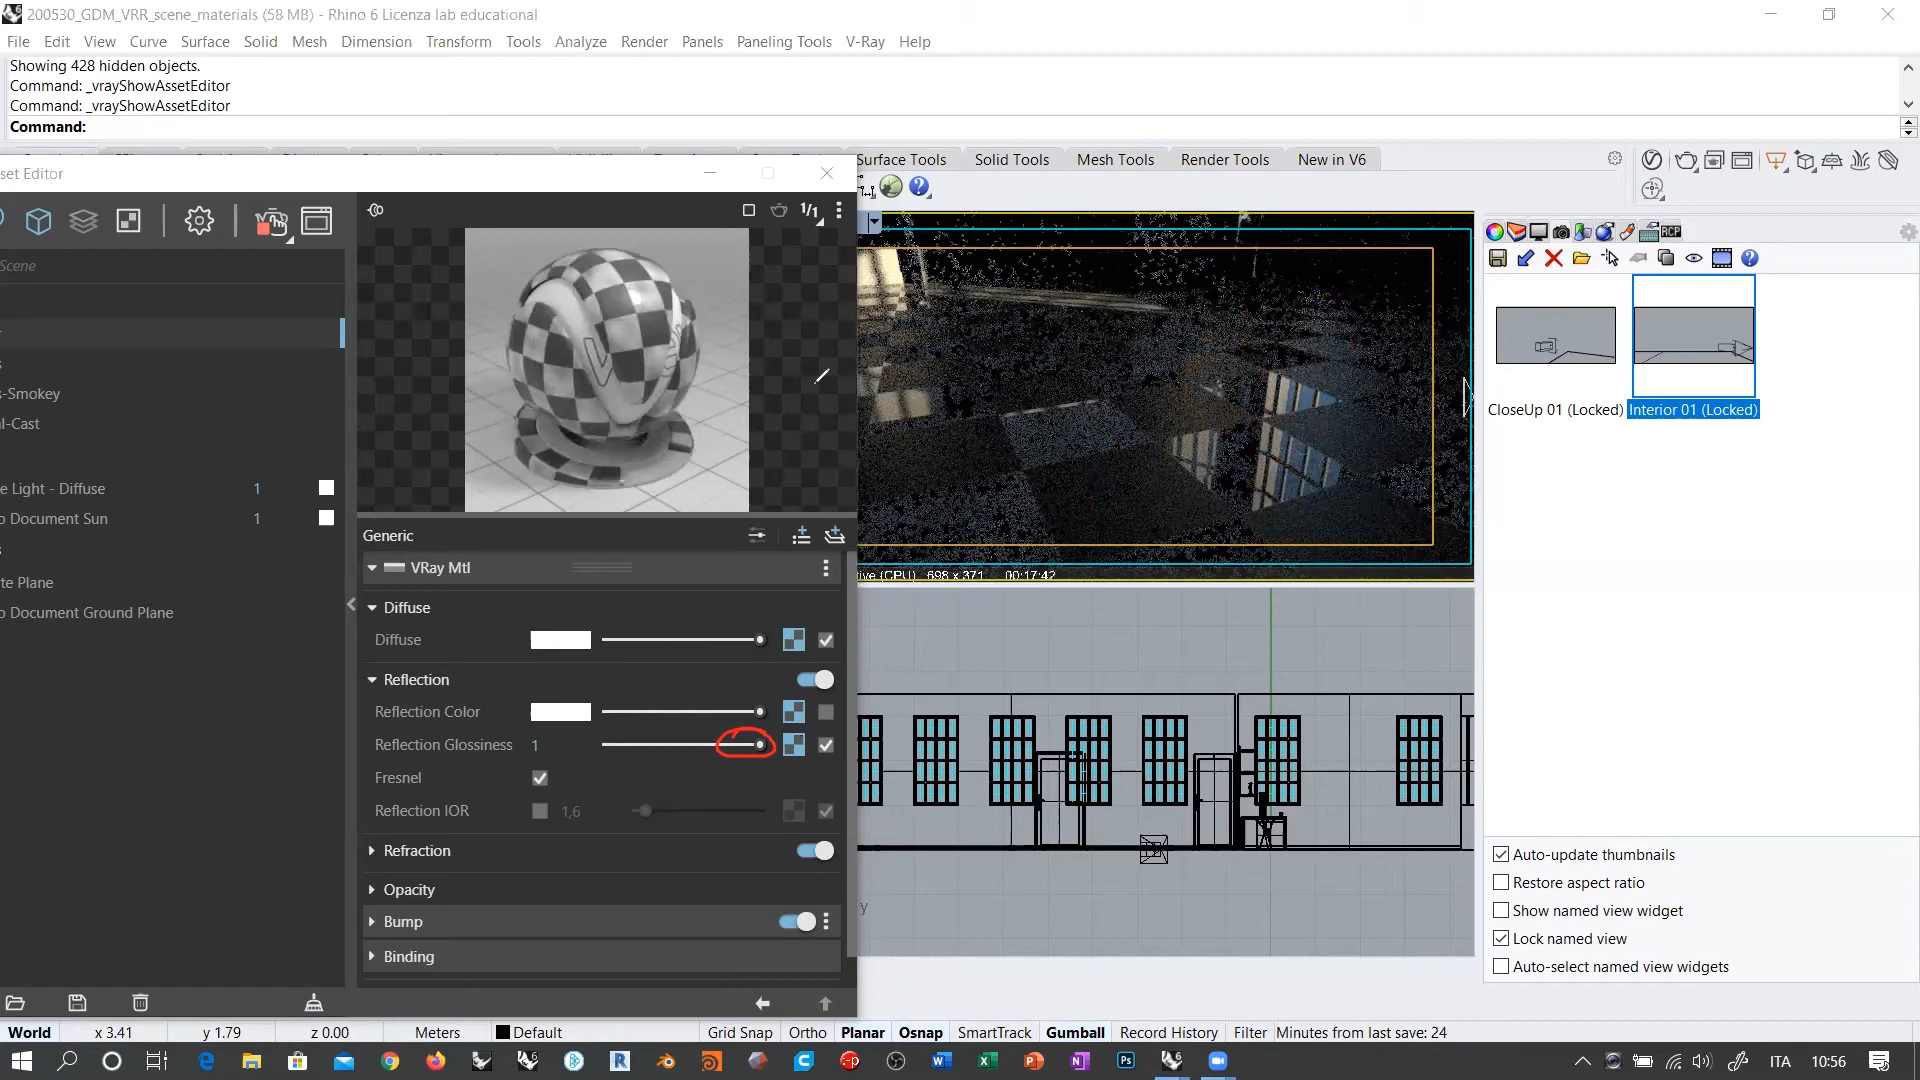 200530_GDM_VRR_scene_materials (58 MB) - Rhino 6 Licenza lab educational
File Edit View Curve Surface Solid Mesh Dimension Transform Tools Analyze Render Panels Paneling Tools V-Ray Help
Showing 428 hidden objects.
Command: _vrayShowAssetEditor
Command: _vrayShowAssetEditor
Command:
Surface Tools Solid Tools Mesh Tools Render Tools New in V6
set Editor
1/1
RCP
Scene
s-Smokey
al-Cast
e Light - Diffuse 1
o Document Sun 1
te Plane
o Document Ground Plane
Generic
VRay Mtl
Diffuse
Diffuse
Reflection
Reflection Color
Reflection Glossiness 1
Fresnel
Reflection IOR 1,6
Refraction
Opacity
Bump
Binding
tive (CPU) 698 x 371 00:17:42
y
CloseUp 01 (Locked) Interior 01 (Locked)
Auto-update thumbnails
Restore aspect ratio
Show named view widget
Lock named view
Auto-select named view widgets
World x 3.41 y 1.79 z 0.00 Meters Default Grid Snap Ortho Planar Osnap SmartTrack Gumball Record History Filter Minutes from last save: 24
ITA 10:56